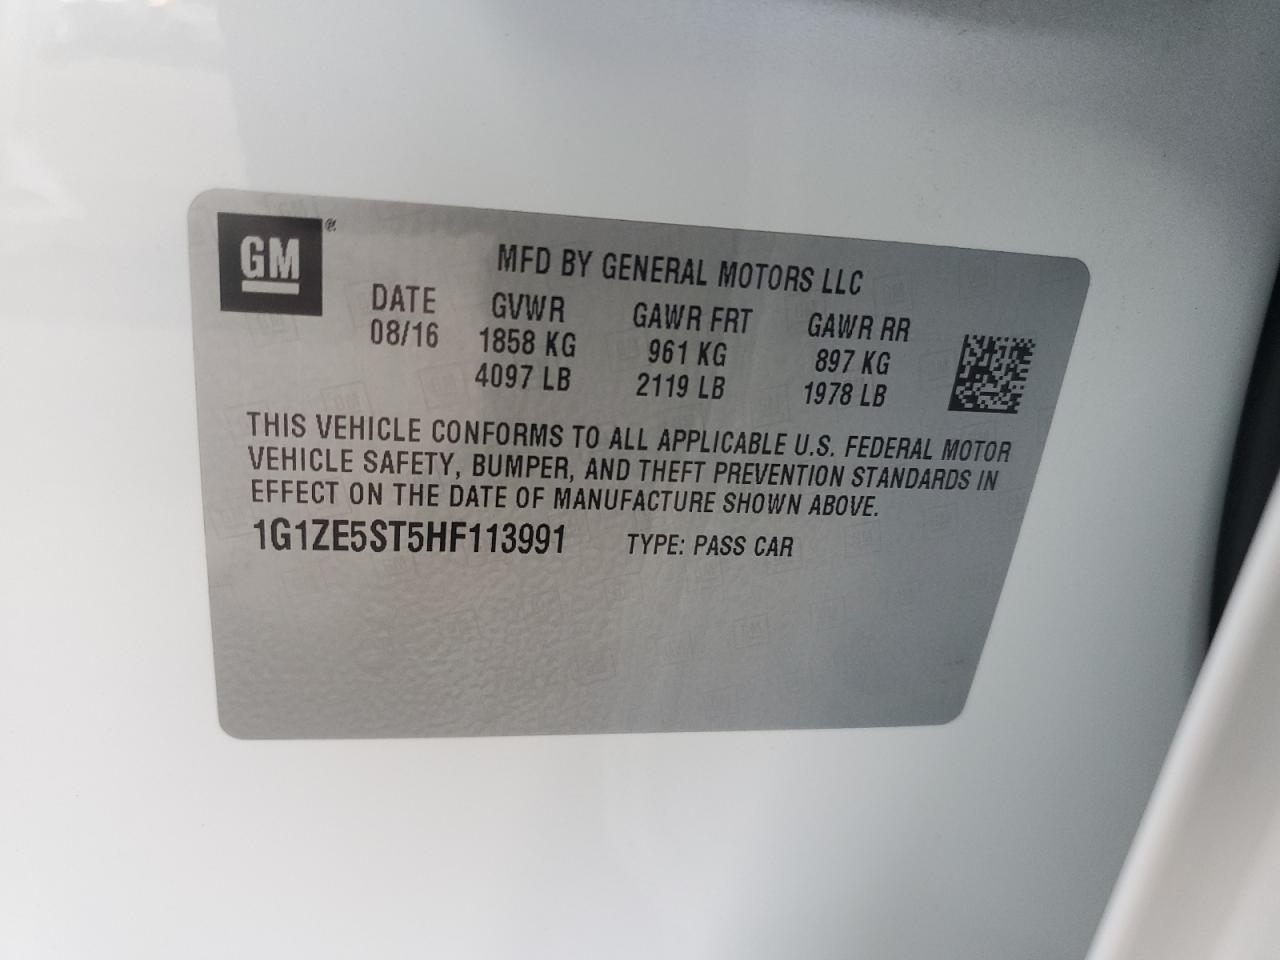 GM®
MFD BY GENERAL MOTORS LLC
DATE GVWR GAWR FRT GAWR RR
08/16 1858 KG 961 KG 897 KG
4097 LB 2119 LB 1978 LB
THIS VEHICLE CONFORMS TO ALL APPLICABLE U.S. FEDERAL MOTOR
VEHICLE SAFETY, BUMPER, AND THEFT PREVENTION STANDARDS IN
EFFECT ON THE DATE OF MANUFACTURE SHOWN ABOVE.
1G1ZE5ST5HF113991 TYPE: PASS CAR